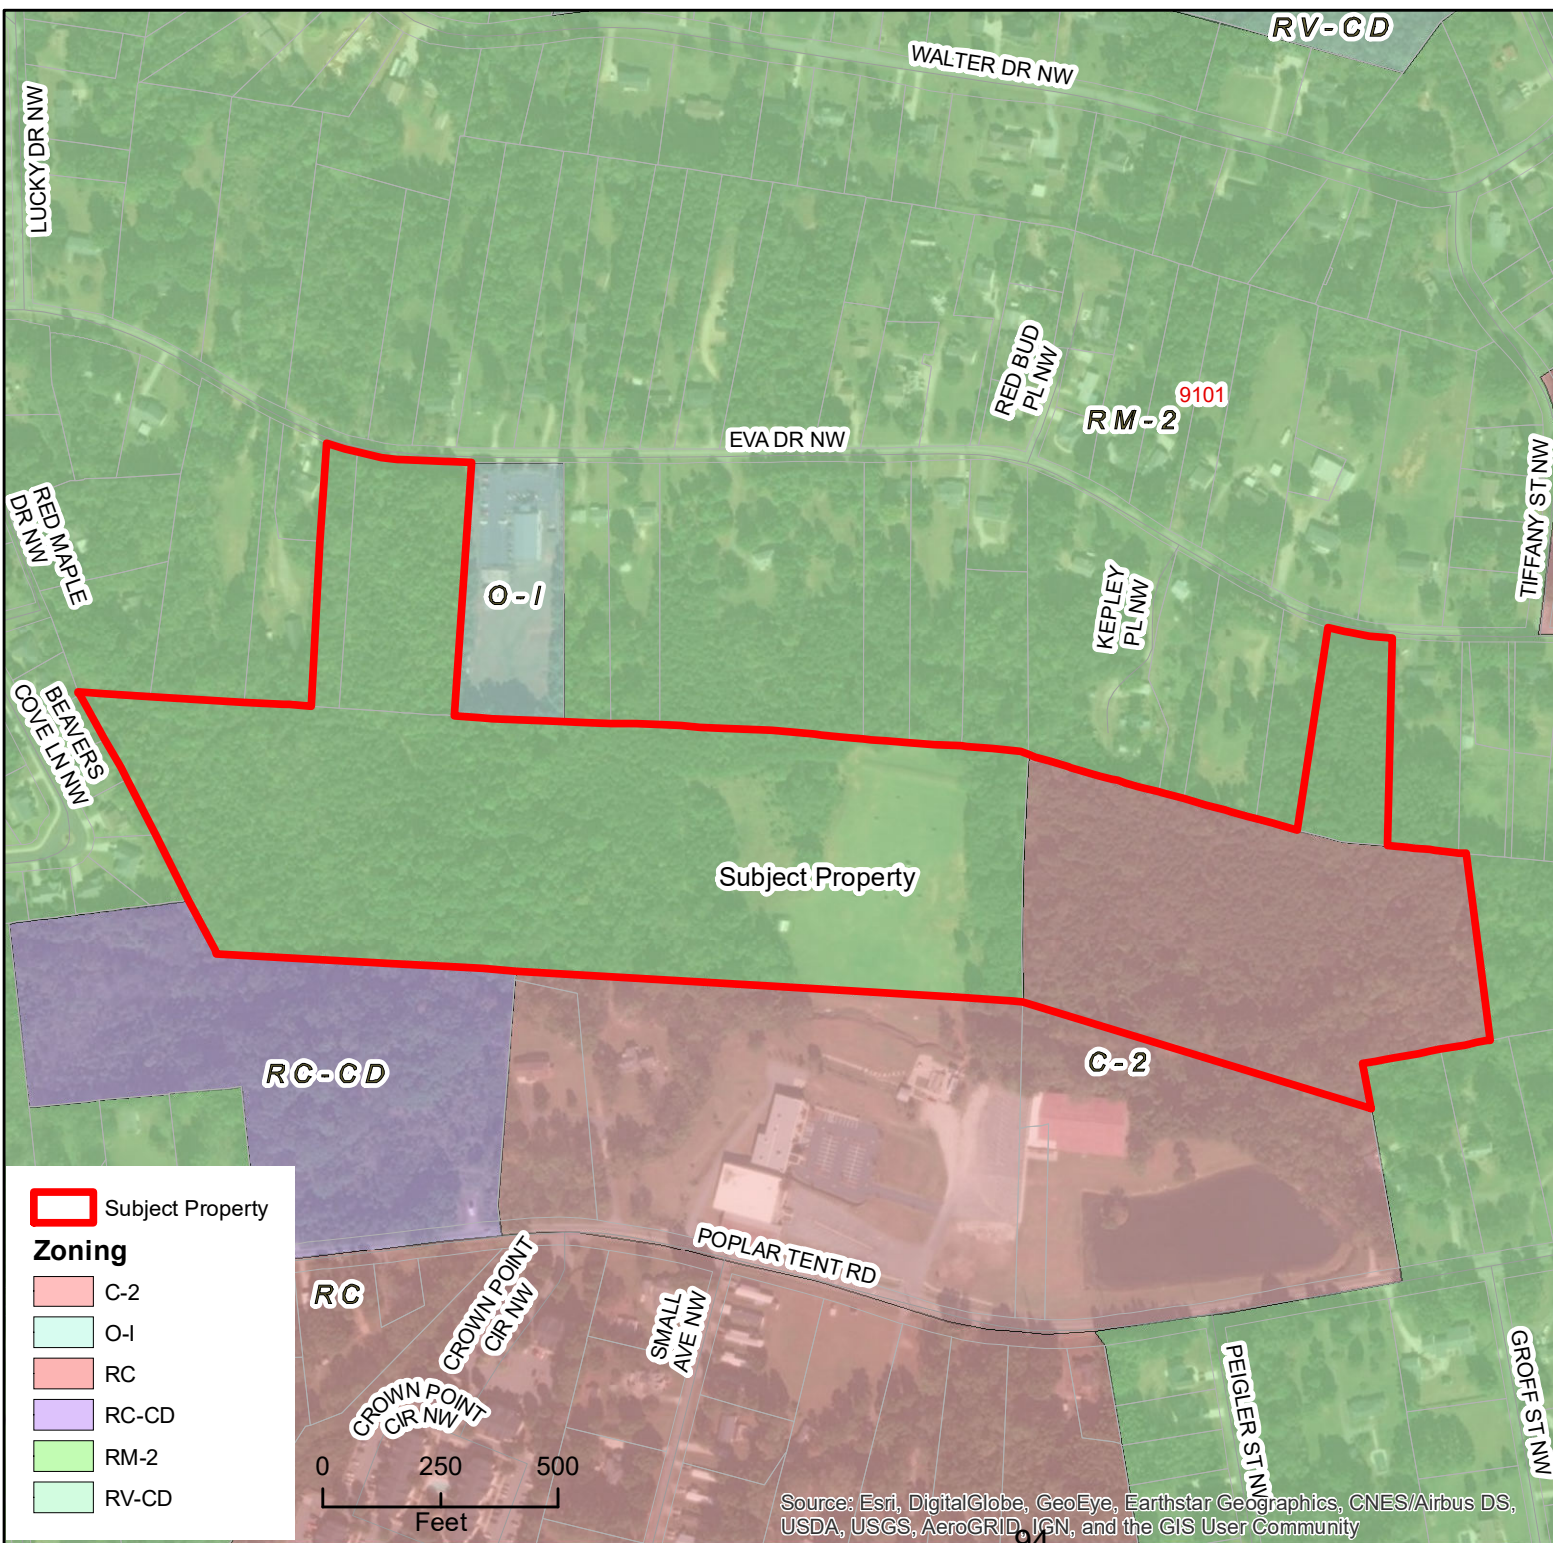 RV-CD
WALTER DR NW
LUCKY DR NW
RED BUD
PL NW
9101
RM-2
EVA DR NW
TIFFANY ST NW
RED MAPLE
DR NW
O-I
KEPLEY
PL NW
BEAVERS
COVE LN NW
Subject Property
RC-CD
C-2
POPLAR TENT RD
RC
CROWN POINT
CIR NW
SMALL
AVE NW
CROWN POINT
CIR NW
PEIGLER ST NW
GROFF ST NW
Subject Property
Zoning
C-2
O-I
RC
RC-CD
RM-2
RV-CD
0 250 500
Feet
Source: Esri, DigitalGlobe, GeoEye, Earthstar Geographics, CNES/Airbus DS,
USDA, USGS, AeroGRID, IGN, and the GIS User Community
94